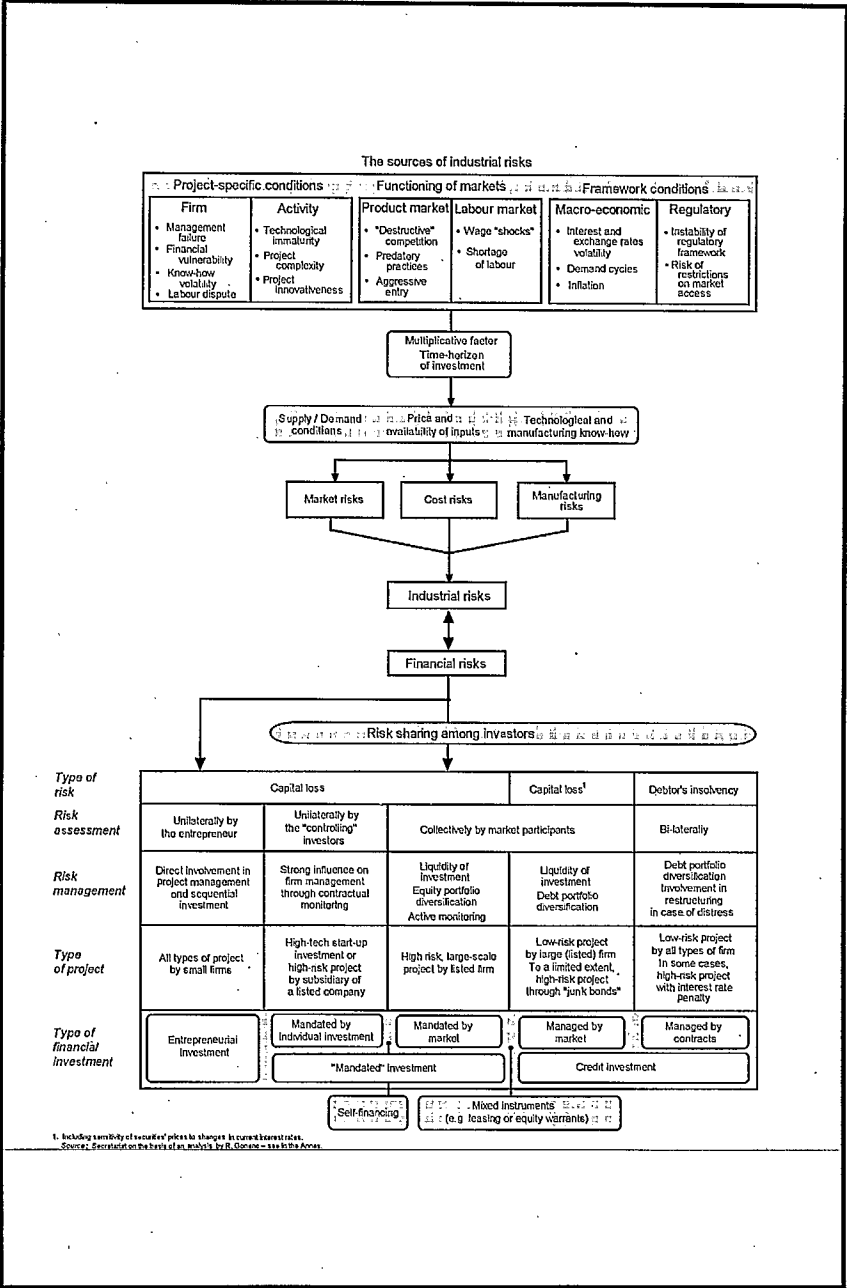 The sources of industrial risks
Project-specific conditions
Functioning of markets
Framework conditions
Firm
• Management
failure
• Financial
vulnerability
• Know-how
volatility
• Labour dispute
Activity
• Technological
immaturity
• Project
complexity
• Project
innovativeness
Product market
• "Destructive"
competition
• Predatory
practices
• Aggressive
entry
Labour market
• Wage "shocks"
• Shortage
of labour
Macro-economic
• Interest and
exchange rates
volatility
• Demand cycles
• Inflation
Regulatory
• Instability of
regulatory
framework
• Risk of
restrictions
on market
access
Multiplicative factor
Time-horizon
of investment
Supply / Demand
conditions
Price and
availability of inputs
Technological and
manufacturing know-how
Market risks
Cost risks
Manufacturing
risks
Industrial risks
Financial risks
Risk sharing among investors
Type of
risk
Capital loss
Capital loss1
Debtor's insolvency
Risk
assessment
Unilaterally by
the entrepreneur
Unilaterally by
the "controlling"
investors
Collectively by market participants
Bi-laterally
Risk
management
Direct involvement in
project management
and sequential
investment
Strong influence on
firm management
through contractual
monitoring
Liquidity of
investment
Equity portfolio
diversification
Active monitoring
Liquidity of
investment
Debt portfolio
diversification
Debt portfolio
diversification
Involvement in
restructuring
in case of distress
Type
of project
All types of project
by small firms
High-tech start-up
investment or
high-risk project
by subsidiary of
a listed company
High risk, large-scale
project by listed firm
Low-risk project
by large (listed) firm
To a limited extent,
high-risk project
through "junk bonds"
Low-risk project
by all types of firm
In some cases,
high-risk project
with interest rate
penalty
Type of
financial
investment
Entrepreneurial
investment
Mandated by
individual investment
Mandated by
market
Managed by
market
Managed by
contracts
"Mandated" investment
Credit investment
Self-financing
Mixed instruments
(e.g. leasing or equity warrants)
1. Including sensitivity of securities' prices to changes in current interest rates.
Source: Secretariat on the basis of an analysis by R. Gonenc – see in the Annex.